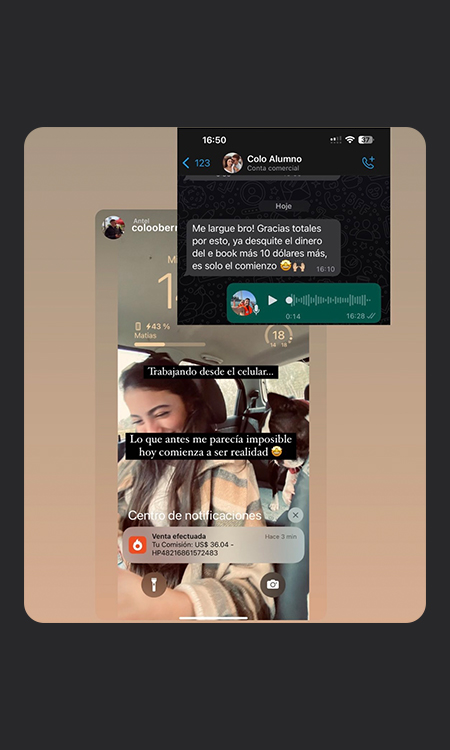 16:50
37
123
Colo Alumno
Conta comercial
Hoje
Me largue bro! Gracias totales
por esto, ya desquite el dinero
del e book más 10 dólares más,
es solo el comienzo 🤩🙌🏼
16:10
0:14
16:28
Antel
43 %
Matias
18
14 18
Trabajando desde el celular...
Lo que antes me parecía imposible
hoy comienza a ser realidad 🤩
Centro de notificaciones
Venta efectuada
Hace 3 min
Tu Comisión: US$ 36.04 -
HP48216861572483